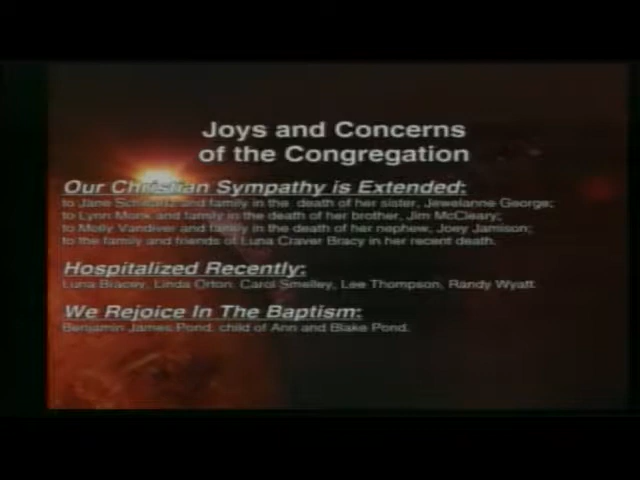 Joys and Concerns
of the Congregation
Our Christian Sympathy is Extended:
to Jane Schwartz and family in the death of her sister, Jewelanne George;
to Lynn Monk and family in the death of her brother, Jim McCleary;
to Molly Vandiver and family in the death of her nephew, Joey Jamison;
to the family and friends of Luna Craver Bracy in her recent death.
Hospitalized Recently:
Luna Bracey, Linda Orton, Carol Smelley, Lee Thompson, Randy Wyatt
We Rejoice In The Baptism:
Benjamin James Pond, child of Ann and Blake Pond.